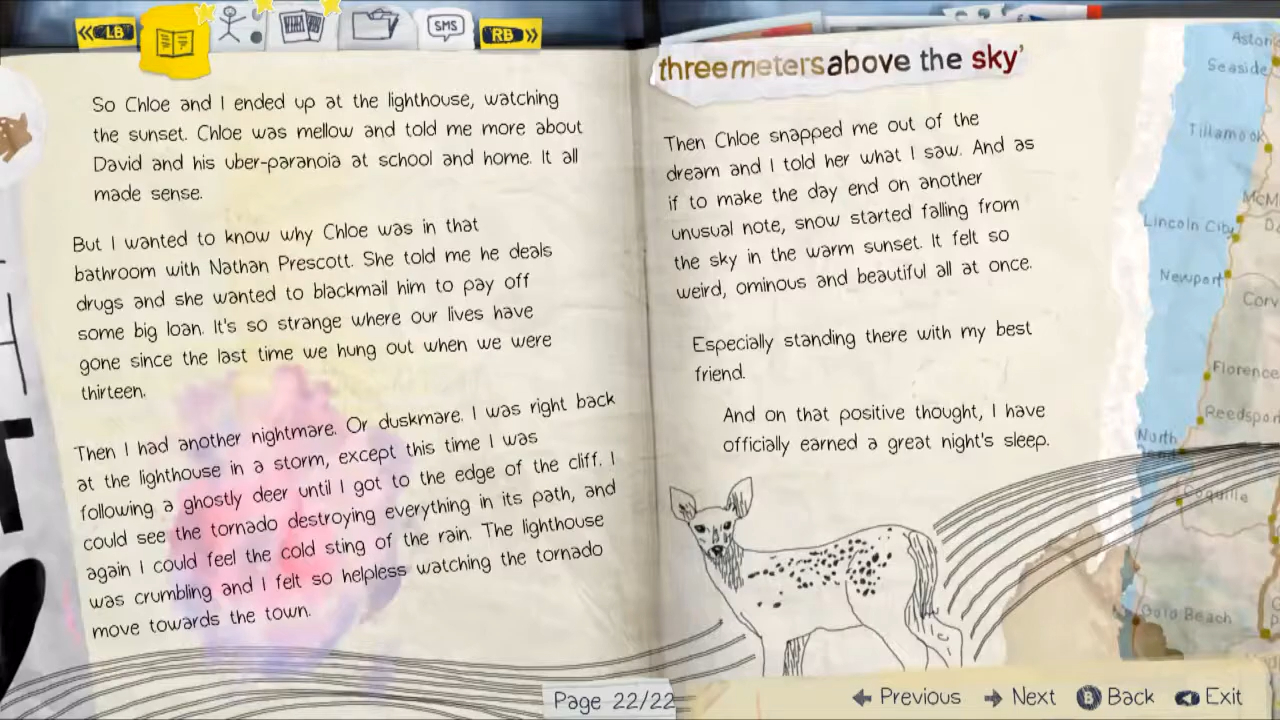 LB
SMS
RB
So Chloe and I ended up at the lighthouse, watching
the sunset. Chloe was mellow and told me more about
David and his uber-paranoia at school and home. It all
made sense.
But I wanted to know why Chloe was in that
bathroom with Nathan Prescott. She told me he deals
drugs and she wanted to blackmail him to pay off
some big loan. It's so strange where our lives have
gone since the last time we hung out when we were
thirteen.
Then I had another nightmare. Or duskmare. I was right back
at the lighthouse in a storm, except this time I was
following a ghostly deer until I got to the edge of the cliff. I
could see the tornado destroying everything in its path, and
again I could feel the cold sting of the rain. The lighthouse
was crumbling and I felt so helpless watching the tornado
move towards the town.
three meters above the sky'
Then Chloe snapped me out of the
dream and I told her what I saw. And as
if to make the day end on another
unusual note, snow started falling from
the sky in the warm sunset. It felt so
weird, ominous and beautiful all at once.
Especially standing there with my best
friend.
And on that positive thought, I have
officially earned a great night's sleep.
Seaside
Tillamook
Lincoln City
Newport
Florence
Reedsport
North
Coquille
Gold Beach
Page 22/22
Previous
Next
B Back
Exit